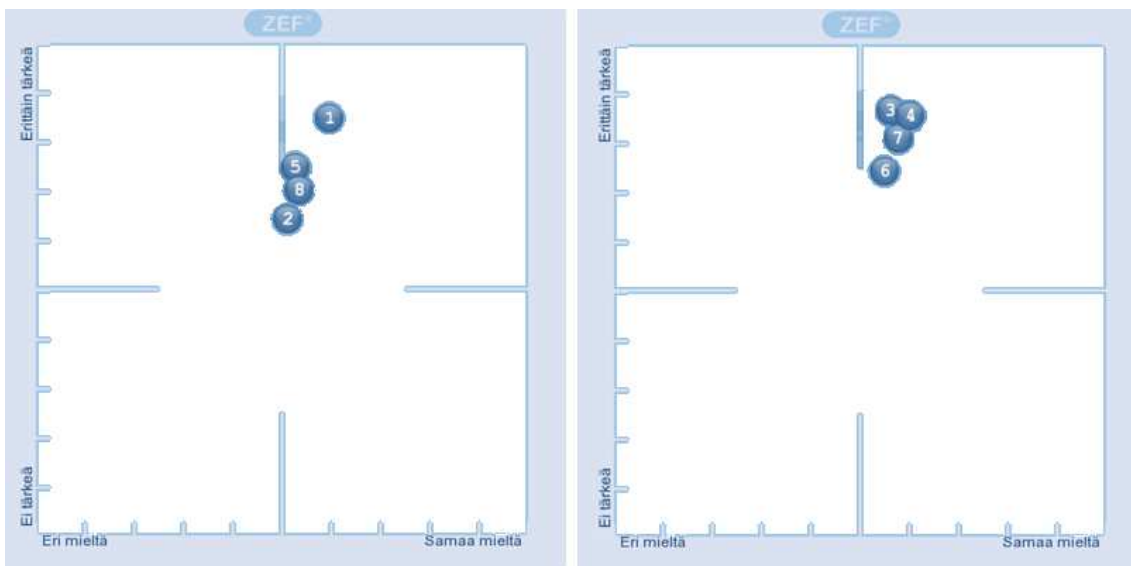 ZEF®
Erittäin tärkeä
1
5
8
2
Ei tärkeä
Eri mieltä
Samaa mieltä
ZEF®
Erittäin tärkeä
3
4
7
6
Ei tärkeä
Eri mieltä
Samaa mieltä